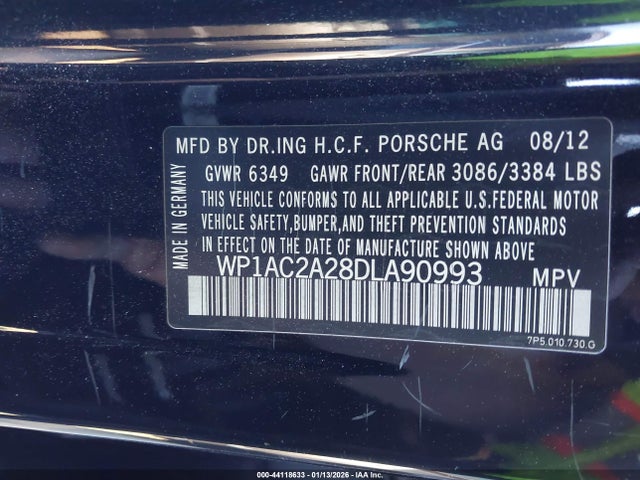 MFD BY DR.ING H.C.F. PORSCHE AG 08/12
GVWR 6349 GAWR FRONT/REAR 3086/3384 LBS
THIS VEHICLE CONFORMS TO ALL APPLICABLE U.S.FEDERAL MOTOR
VEHICLE SAFETY,BUMPER,AND THEFT PREVENTION STANDARDS
IN EFFECT ON THE DATE OF MANUFACTURE SHOWN ABOVE
WP1AC2A28DLA90993 MPV
MADE IN GERMANY
7P5.010.730.G
000-44118633 - 01/13/2026 - IAA Inc.